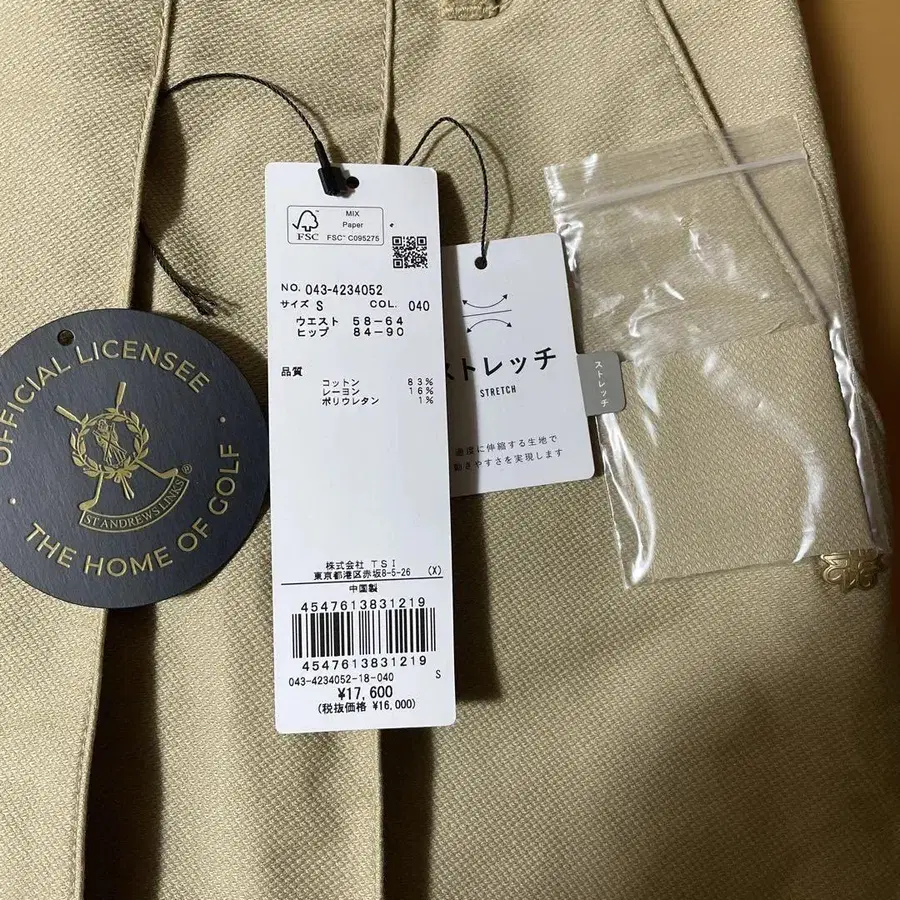 OFFICIAL LICENSEE
ST ANDREWS LINKS®
THE HOME OF GOLF
FSC
MIX
Paper
FSC™ C095275
NO. 043-4234052
サイズ S COL. 040
ウエスト 58-64
ヒップ 84-90
品質
コットン 83%
レーヨン 16%
ポリウレタン 1%
株式会社 TSI
東京都港区赤坂8-5-26 (X)
中国製
4547613831219
4547613831219
043-4234052-18-040 S
¥17,600
(税抜価格 ¥16,000)
ストレッチ
STRETCH
適度に伸縮する生地で
動きやすさを実現します
ストレッチ